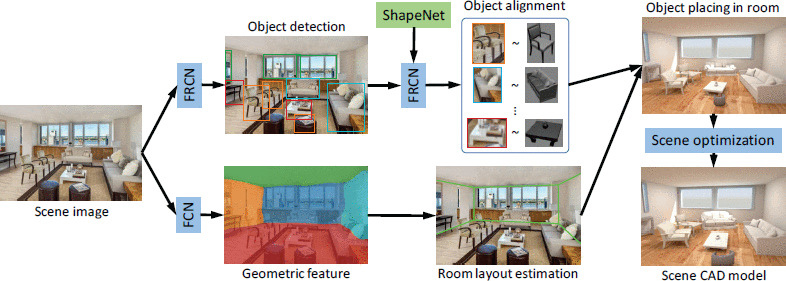 ShapeNet
Object detection
Object alignment
Object placing in room
FRCN
FRCN
~
~
⋮
~
Scene optimization
Scene image
FCN
Geometric feature
Room layout estimation
Scene CAD model